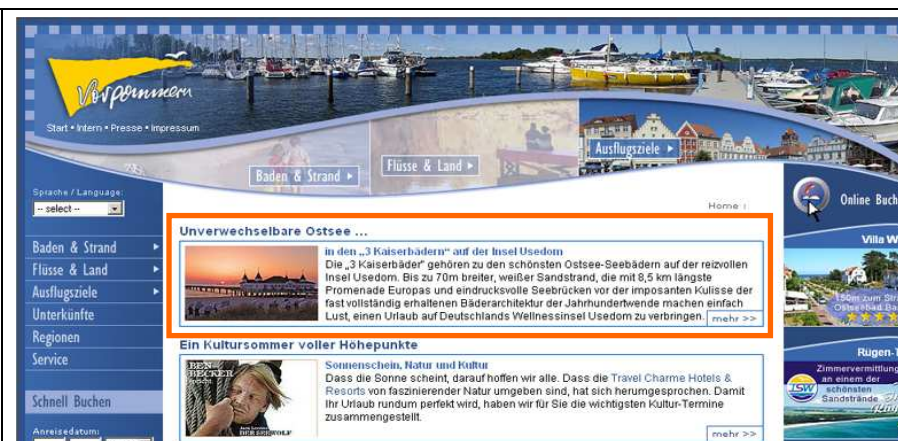 Vorpommern
Start • Intern • Presse • Impressum
Baden & Strand
Flüsse & Land
Ausflugsziele
Sprache / Language:
-- select --
Home
Online Buch
Baden & Strand
Flüsse & Land
Ausflugsziele
Unterkünfte
Regionen
Service
Schnell Buchen
Anreisedatum:
Unverwechselbare Ostsee ...
in den „3 Kaiserbädern“ auf der Insel Usedom
Die „3 Kaiserbäder“ gehören zu den schönsten Ostsee-Seebädern auf der reizvollen
Insel Usedom. Bis zu 70m breiter, weißer Sandstrand, die mit 8,5 km längste
Promenade Europas und eindrucksvolle Seebrücken vor der imposanten Kulisse der
fast vollständig erhaltenen Bäderarchitektur der Jahrhundertwende machen einfach
Lust, einen Urlaub auf Deutschlands Wellnessinsel Usedom zu verbringen.
mehr >>
Ein Kultursommer voller Höhepunkte
BEN
BECKER
DER SEEWOLF
Sonnenschein, Natur und Kultur
Dass die Sonne scheint, darauf hoffen wir alle. Dass die Travel Charme Hotels &
Resorts von faszinierender Natur umgeben sind, hat sich herumgesprochen. Damit
Ihr Urlaub rundum perfekt wird, haben wir für Sie die wichtigsten Kultur-Termine
zusammengestellt.
mehr >>
Villa W
150m zum Str
Ostseebad Ba
Rügen-T
Zimmervermittlung
an einem der
schönsten
Sandstrände
TSW